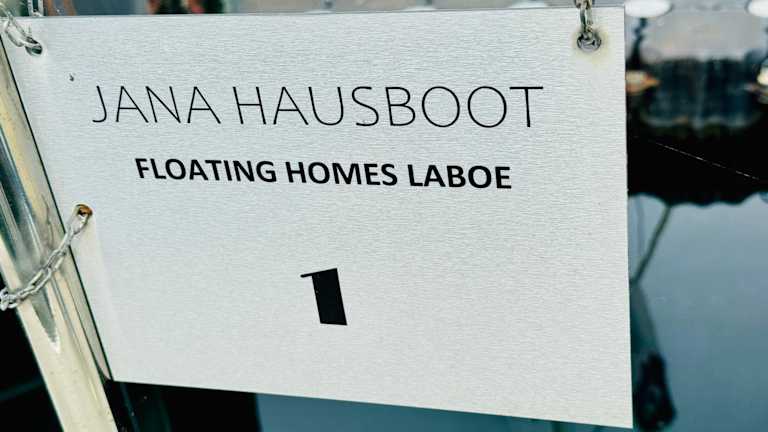 JANA HAUSBOOT
FLOATING HOMES LABOE
1